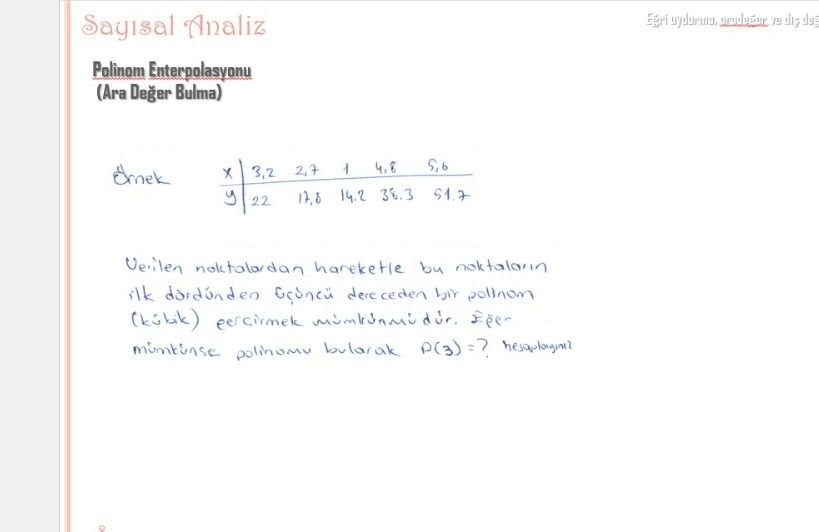 Sayısal Analiz
Eğri uydurma, aradeğer ve dış değ
Polinom Enterpolasyonu
(Ara Değer Bulma)
Örnek
x 3,2 2,7 1 4,8 5,6
y 22 17,8 14.2 38.3 51.7
Verilen noktalardan hareketle bu noktaların
ilk dördünden üçüncü dereceden bir polinom
(kübik) geçirmek mümkünmüdür. Eğer
mümkünse polinomu bularak P(3) = ? hesaplayınız
8